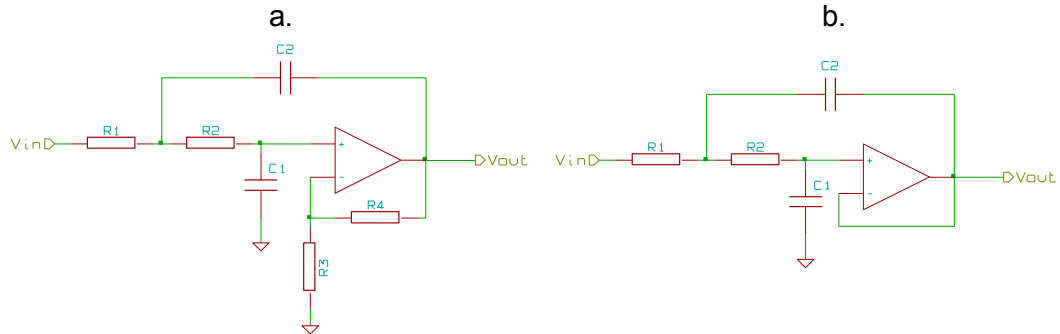 a.
C2
Vin
R1
R2
C1
+
-
Vout
R4
R3
b.
C2
Vin
R1
R2
C1
+
-
Vout